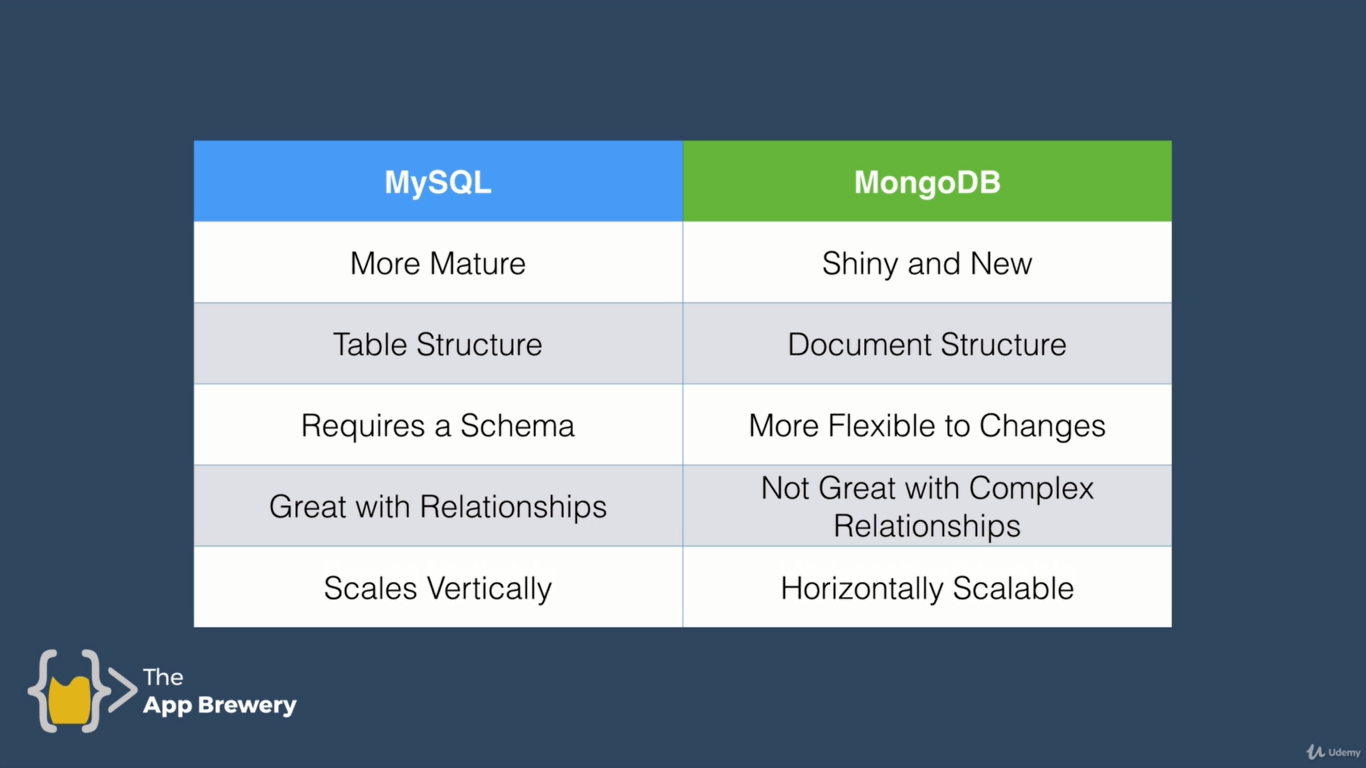 MySQL
MongoDB
More Mature
Shiny and New
Table Structure
Document Structure
Requires a Schema
More Flexible to Changes
Great with Relationships
Not Great with Complex
Relationships
Scales Vertically
Horizontally Scalable
The
App Brewery
Udemy